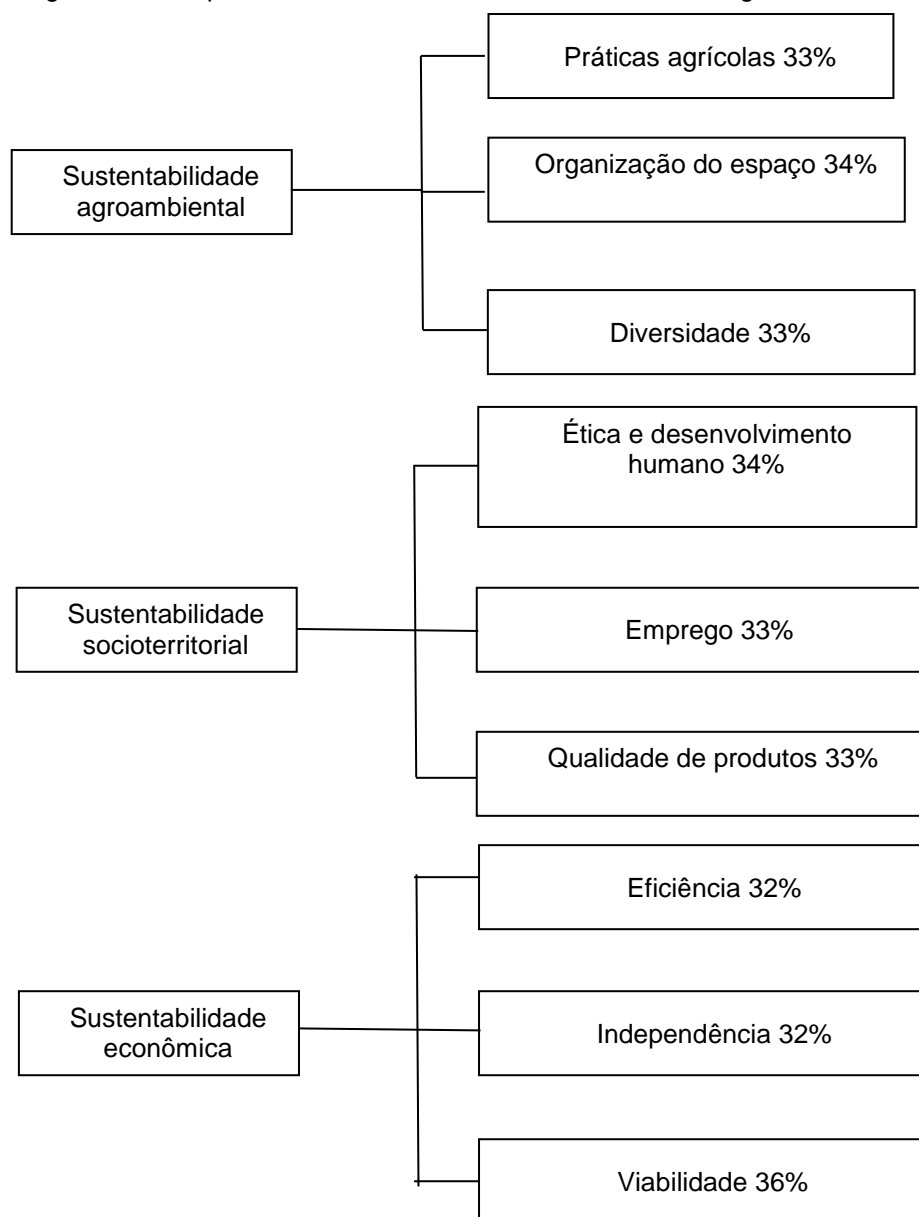 Práticas agrícolas 33%
Sustentabilidade
agroambiental
Organização do espaço 34%
Diversidade 33%
Ética e desenvolvimento
humano 34%
Sustentabilidade
socioterritorial
Emprego 33%
Qualidade de produtos 33%
Eficiência 32%
Sustentabilidade
econômica
Independência 32%
Viabilidade 36%